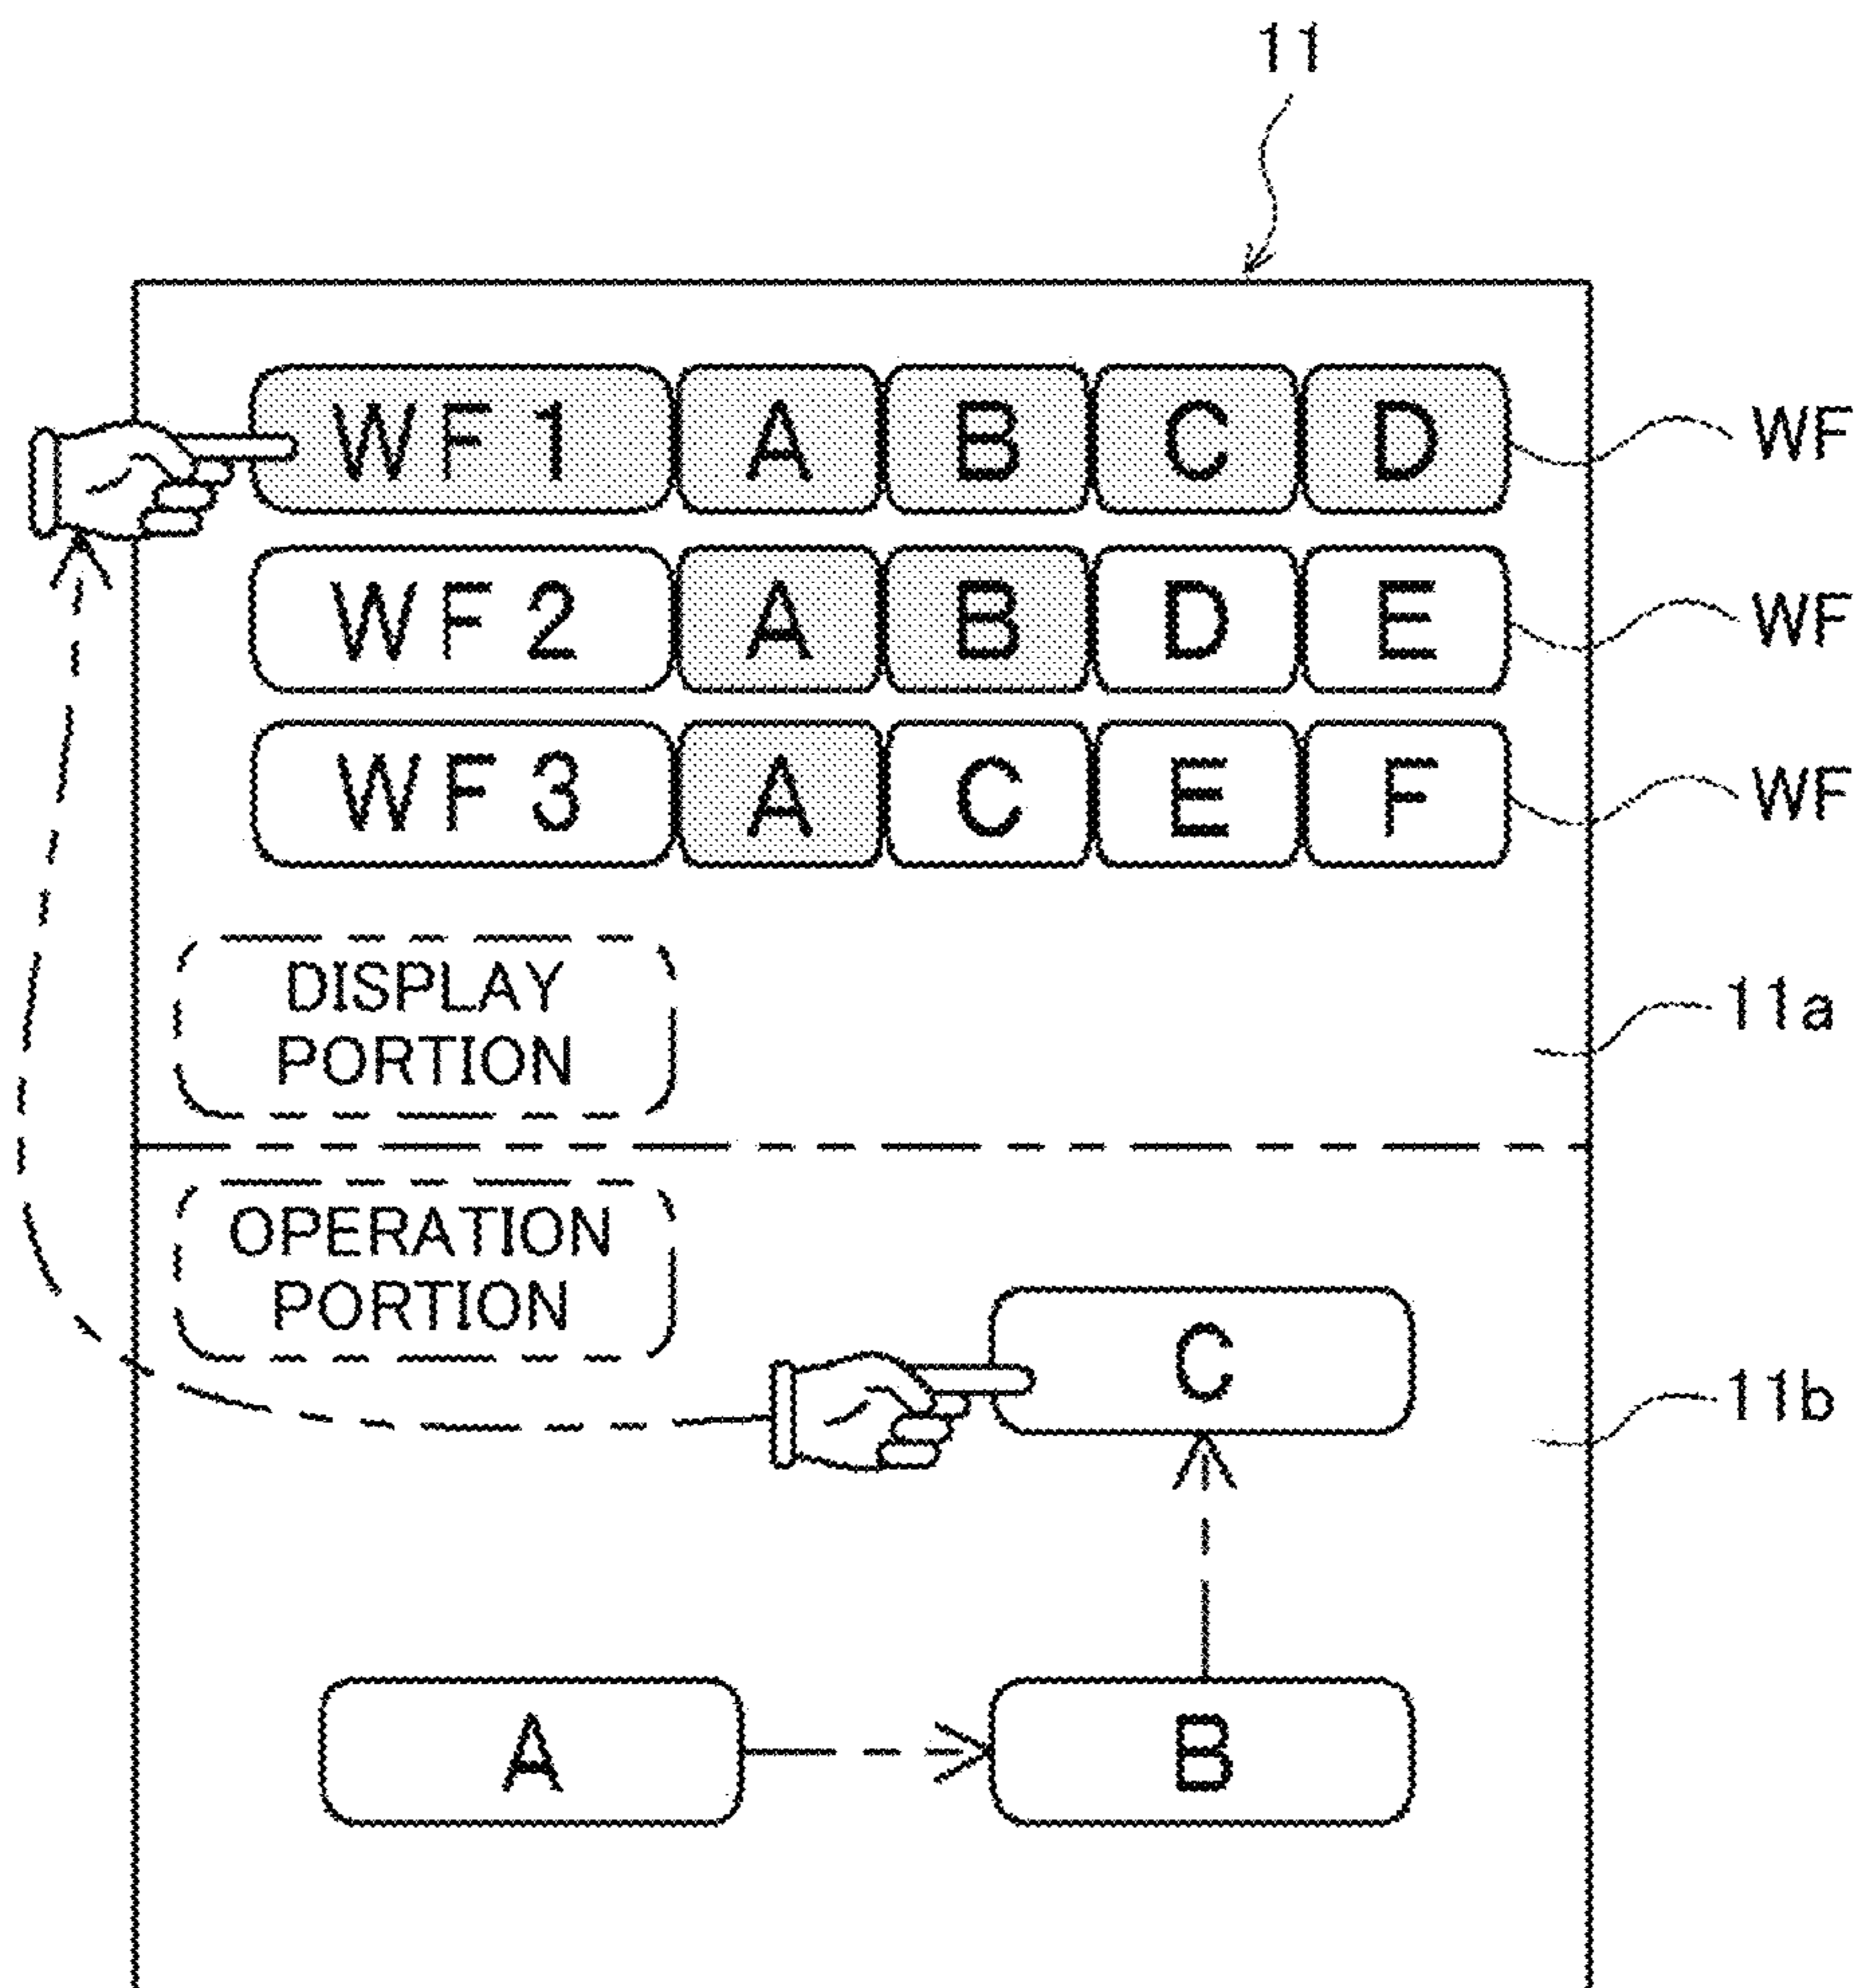 11
WF1 A B C D WF
WF2 A B D E WF
WF3 A C E F WF
DISPLAY
PORTION
11a
OPERATION
PORTION
C
11b
A B